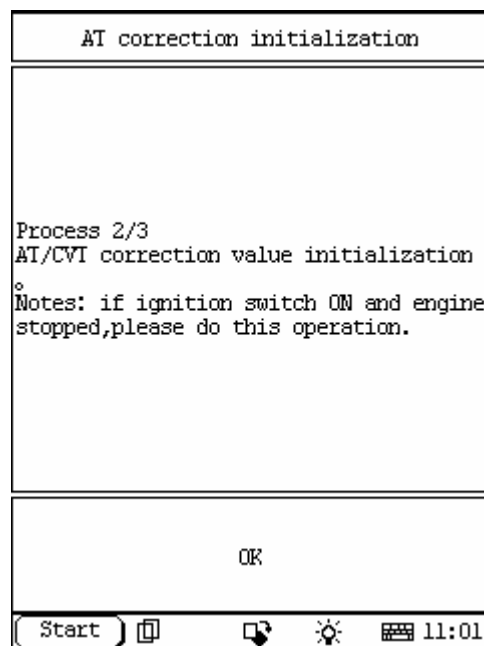 AT correction initialization
Process 2/3
AT/CVT correction value initialization
。
Notes: if ignition switch ON and engine
stopped,please do this operation.
OK
Start
11:01